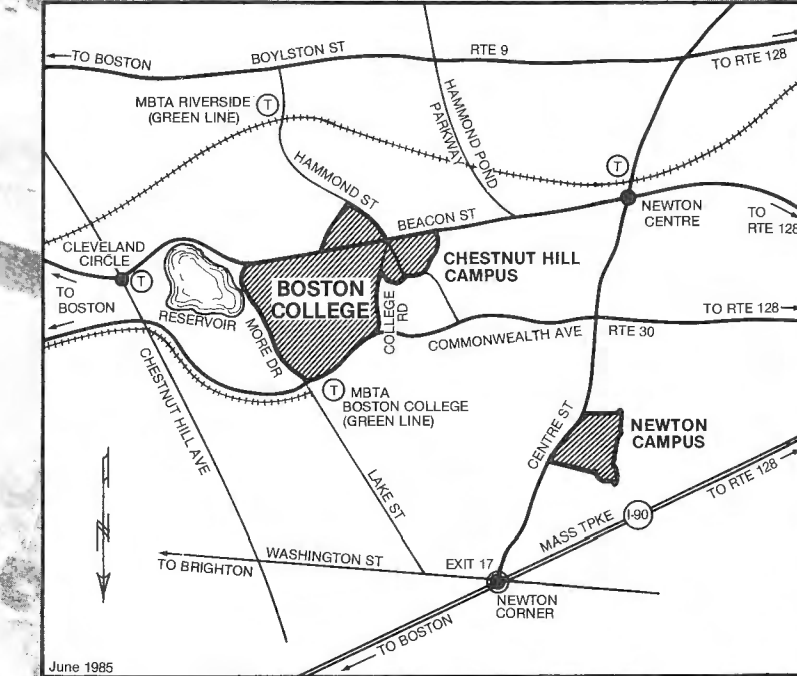 TO BOSTON
BOYLSTON ST
RTE 9
TO RTE 128
MBTA RIVERSIDE
(GREEN LINE)
T
HAMMOND POND
PARKWAY
HAMMOND ST
T
BEACON ST
NEWTON
CENTRE
TO
RTE 128
CLEVELAND
CIRCLE
T
CHESTNUT HILL
CAMPUS
TO
BOSTON
RESERVOIR
BOSTON
COLLEGE
MORE DR
COLLEGE
RD
COMMONWEALTH AVE
RTE 30
TO RTE 128
CHESTNUT HILL AVE
T
MBTA
BOSTON COLLEGE
(GREEN LINE)
LAKE ST
CENTRE ST
NEWTON
CAMPUS
N
MASS TPKE
I-90
TO RTE 128
TO BRIGHTON
WASHINGTON ST
EXIT 17
NEWTON
CORNER
TO BOSTON
June 1985